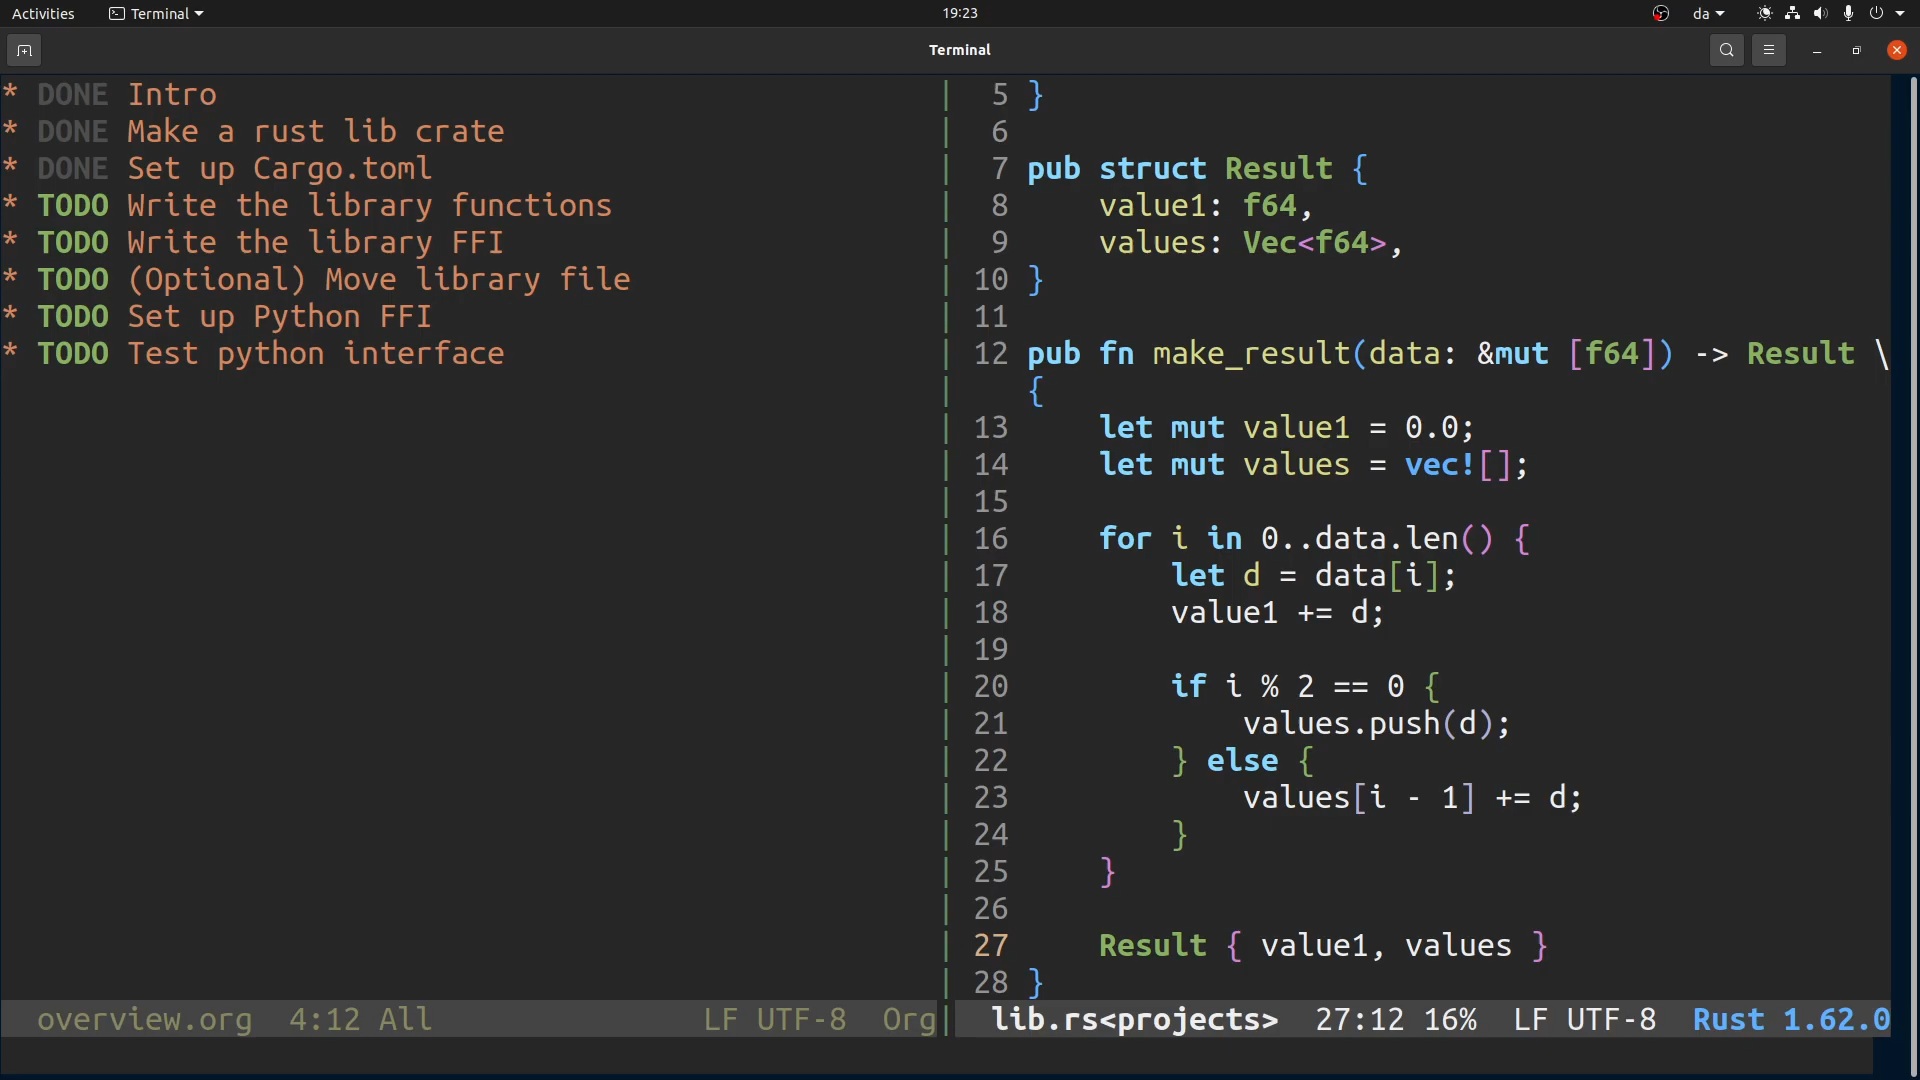 Activities Terminal 19:23 da
Terminal
* DONE Intro
* DONE Make a rust lib crate
* DONE Set up Cargo.toml
* TODO Write the library functions
* TODO Write the library FFI
* TODO (Optional) Move library file
* TODO Set up Python FFI
* TODO Test python interface
overview.org 4:12 All LF UTF-8 Org
5 }
6
7 pub struct Result {
8     value1: f64,
9     values: Vec<f64>,
10 }
11
12 pub fn make_result(data: &mut [f64]) -> Result \
{
13     let mut value1 = 0.0;
14     let mut values = vec![];
15
16     for i in 0..data.len() {
17         let d = data[i];
18         value1 += d;
19
20         if i % 2 == 0 {
21             values.push(d);
22         } else {
23             values[i - 1] += d;
24         }
25     }
26
27     Result { value1, values }
28 }
lib.rs<projects> 27:12 16% LF UTF-8 Rust 1.62.0